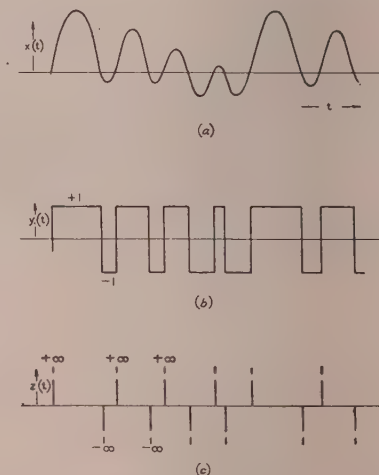 x(t)
t
(a)
+1
y(t)
−1
(b)
+∞ +∞ +∞
z(t)
−∞ −∞
(c)